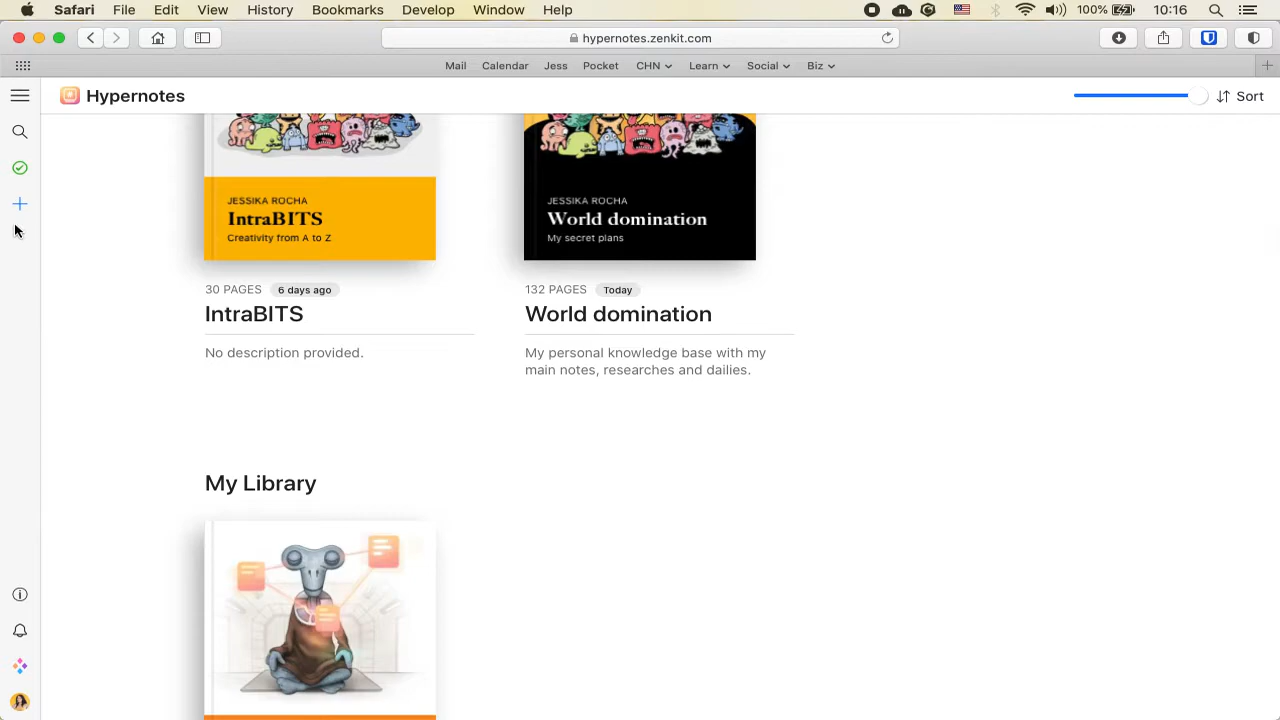 Safari File Edit View History Bookmarks Develop Window Help 100% 10:16
hypernotes.zenkit.com
Mail Calendar Jess Pocket CHN Learn Social Biz
Hypernotes Sort
JESSIKA ROCHA
IntraBITS
Creativity from A to Z
JESSIKA ROCHA
World domination
My secret plans
30 PAGES 6 days ago
IntraBITS
No description provided.
132 PAGES Today
World domination
My personal knowledge base with my
main notes, researches and dailies.
My Library